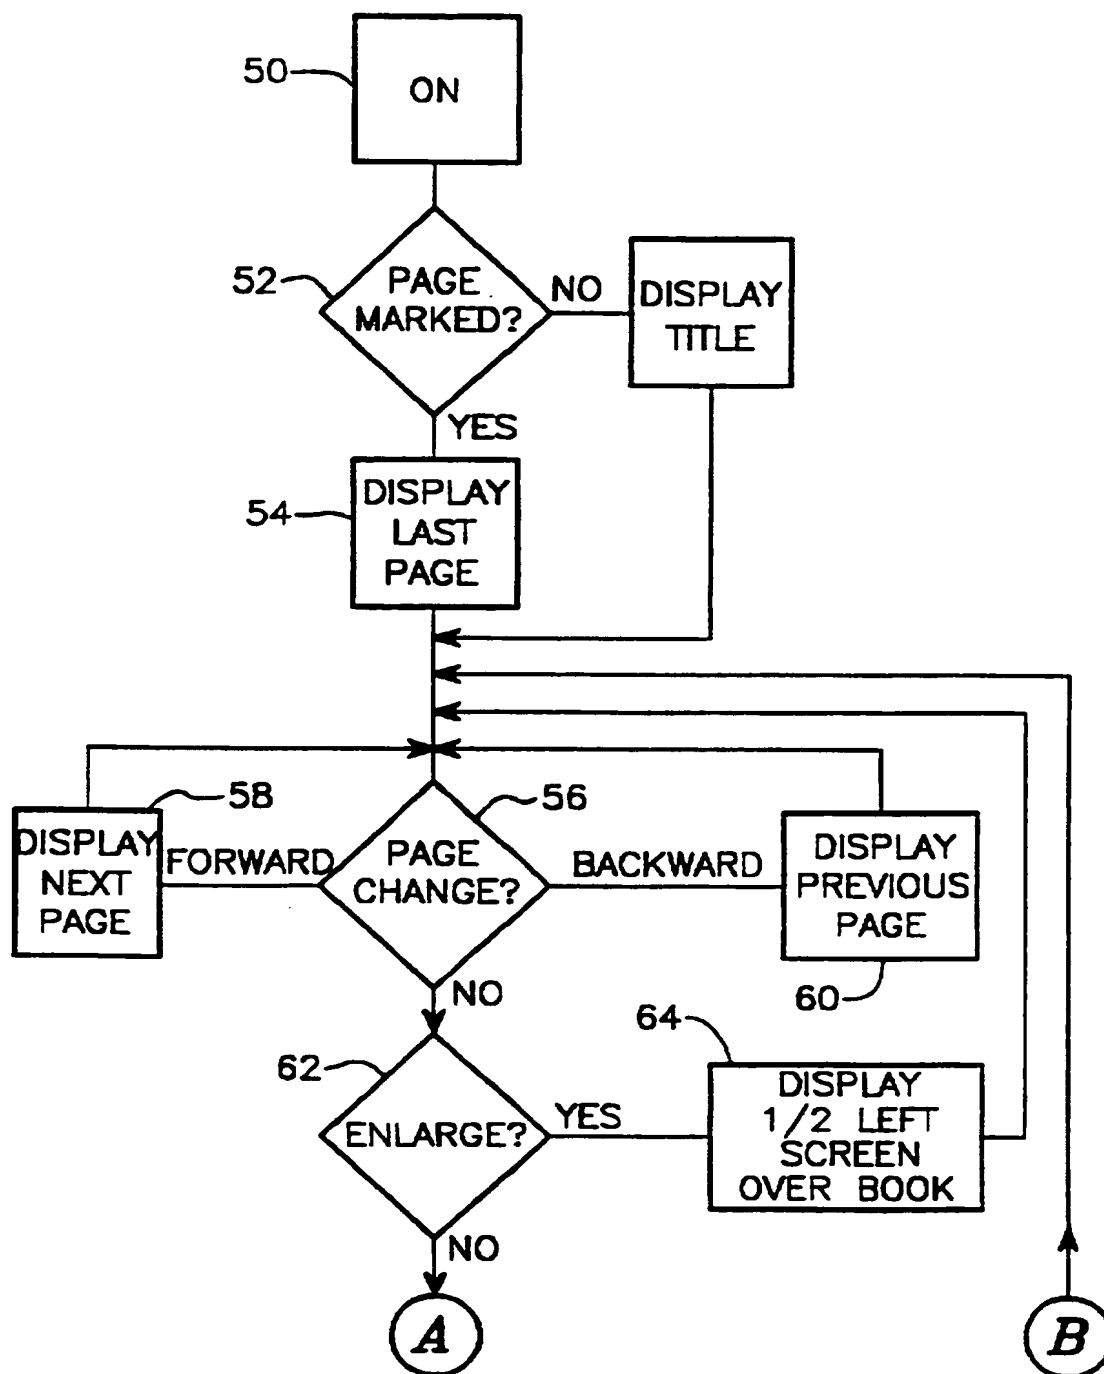 50
ON
52
PAGE
MARKED?
NO
DISPLAY
TITLE
YES
54
DISPLAY
LAST
PAGE
58
DISPLAY
NEXT
PAGE
FORWARD
56
PAGE
CHANGE?
BACKWARD
DISPLAY
PREVIOUS
PAGE
60
NO
62
ENLARGE?
YES
64
DISPLAY
1/2 LEFT
SCREEN
OVER BOOK
NO
A
B